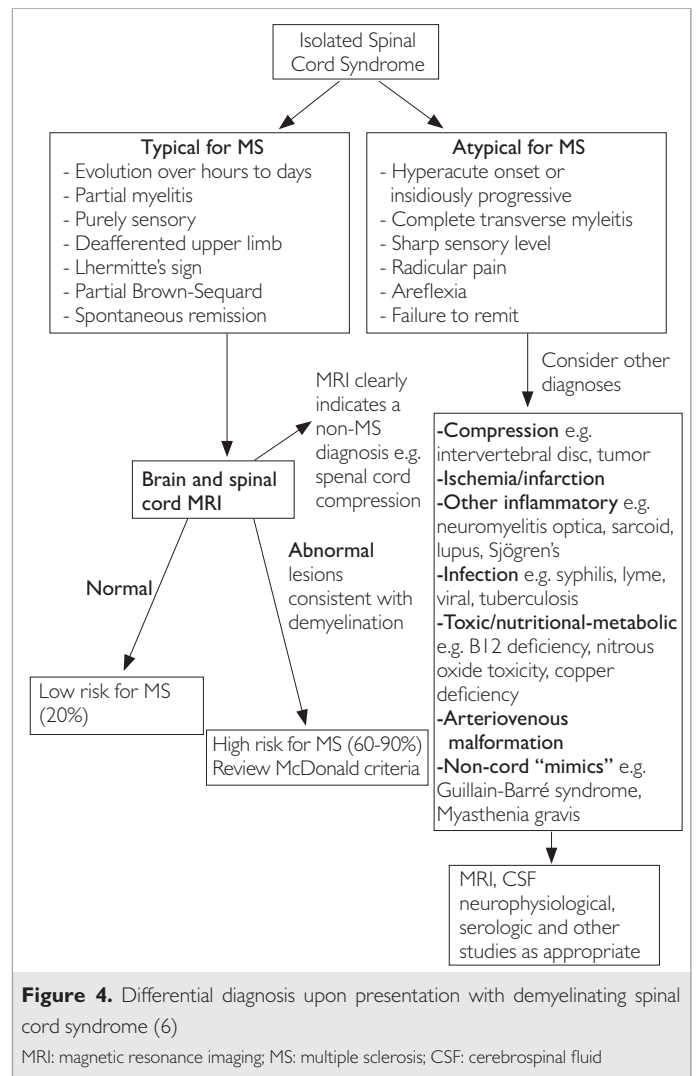 Isolated Spinal
Cord Syndrome
Typical for MS
- Evolution over hours to days
- Partial myelitis
- Purely sensory
- Deafferented upper limb
- Lhermitte's sign
- Partial Brown-Sequard
- Spontaneous remission
Atypical for MS
- Hyperacute onset or
insidiously progressive
- Complete transverse myleitis
- Sharp sensory level
- Radicular pain
- Areflexia
- Failure to remit
Consider other
diagnoses
MRI clearly
indicates a
non-MS
diagnosis e.g.
spenal cord
compression
Brain and spinal
cord MRI
Normal
Abnormal
lesions
consistent with
demyelination
Low risk for MS
(20%)
High risk for MS (60-90%)
Review McDonald criteria
-Compression e.g.
intervertebral disc, tumor
-Ischemia/infarction
-Other inflammatory e.g.
neuromyelitis optica, sarcoid,
lupus, Sjögren's
-Infection e.g. syphilis, lyme,
viral, tuberculosis
-Toxic/nutritional-metabolic
e.g. B12 deficiency, nitrous
oxide toxicity, copper
deficiency
-Arteriovenous
malformation
-Non-cord “mimics” e.g.
Guillain-Barré syndrome,
Myasthenia gravis
MRI, CSF
neurophysiological,
serologic and other
studies as appropriate
Figure 4. Differential diagnosis upon presentation with demyelinating spinal
cord syndrome (6)
MRI: magnetic resonance imaging; MS: multiple sclerosis; CSF: cerebrospinal fluid